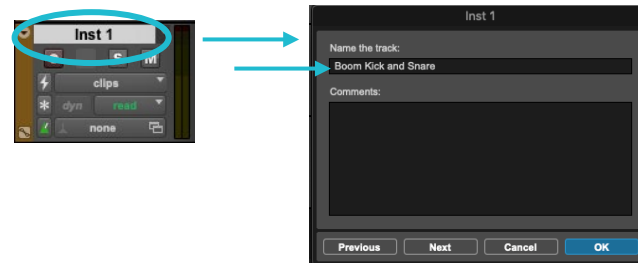 Inst 1
S
M
clips
dyn read
none
Inst 1
Name the track:
Boom Kick and Snare
Comments:
Previous Next Cancel OK